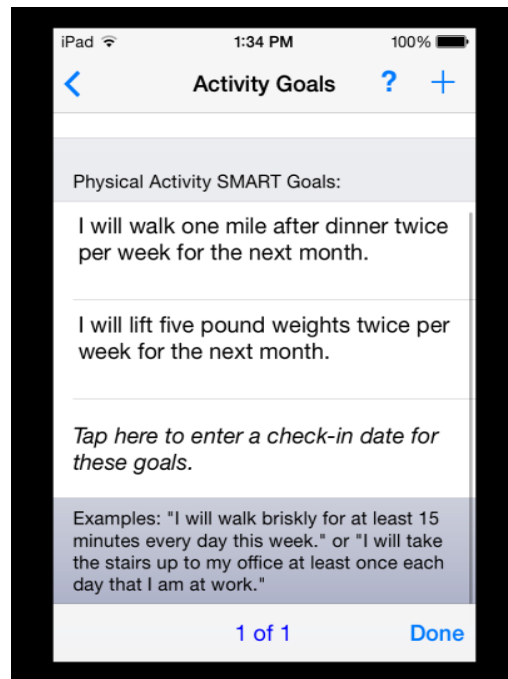 iPad 1:34 PM 100%
Activity Goals ? +
Physical Activity SMART Goals:
I will walk one mile after dinner twice
per week for the next month.
I will lift five pound weights twice per
week for the next month.
Tap here to enter a check-in date for
these goals.
Examples: "I will walk briskly for at least 15
minutes every day this week." or "I will take
the stairs up to my office at least once each
day that I am at work."
1 of 1 Done